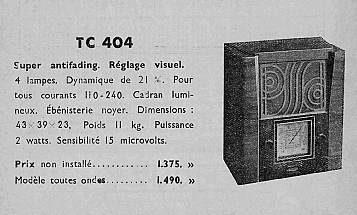 TC 404
Super antifading. Réglage visuel.
4 lampes. Dynamique de 21 %. Pour
tous courants 110-240. Cadran lumi-
neux. Ébénisterie noyer. Dimensions :
43×39×23, Poids 11 kg. Puissance
2 watts. Sensibilité 15 microvolts.
Prix non installé............ 1.375. »
Modèle toutes ondes......... 1.490. »